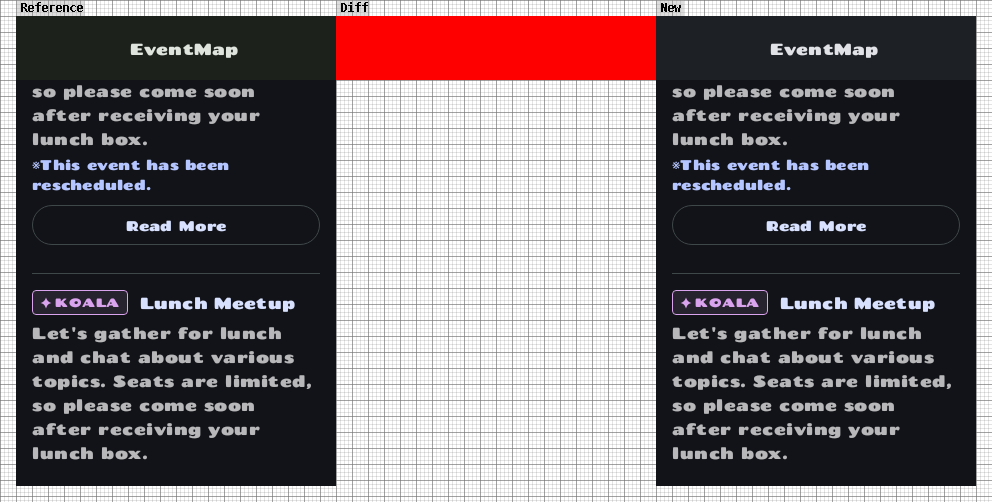 Reference
Diff
New
EventMap
so please come soon
after receiving your
lunch box.
※This event has been
rescheduled.
Read More
✦KOALA Lunch Meetup
Let's gather for lunch
and chat about various
topics. Seats are limited,
so please come soon
after receiving your
lunch box.
EventMap
so please come soon
after receiving your
lunch box.
※This event has been
rescheduled.
Read More
✦KOALA Lunch Meetup
Let's gather for lunch
and chat about various
topics. Seats are limited,
so please come soon
after receiving your
lunch box.